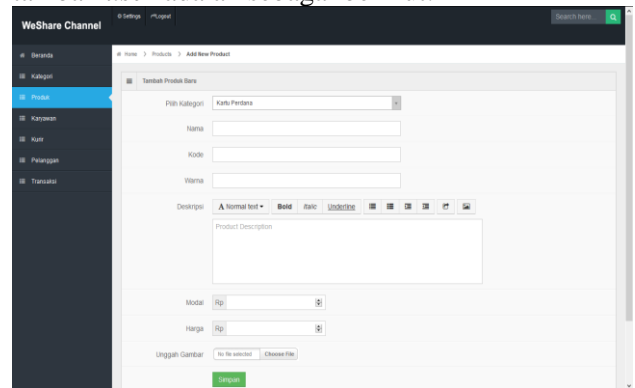 WeShare Channel
Settings Logout
Search here...
Home > Products > Add New Product
Beranda
Kategori
Produk
Karyawan
Kurir
Pelanggan
Transaksi
Tambah Produk Baru
Pilih Kategori Kartu Perdana
Nama
Kode
Warna
Deskripsi A Normal text Bold Italic Underline
Product Description
Modal Rp
Harga Rp
Unggah Gambar No file selected Choose File
Simpan